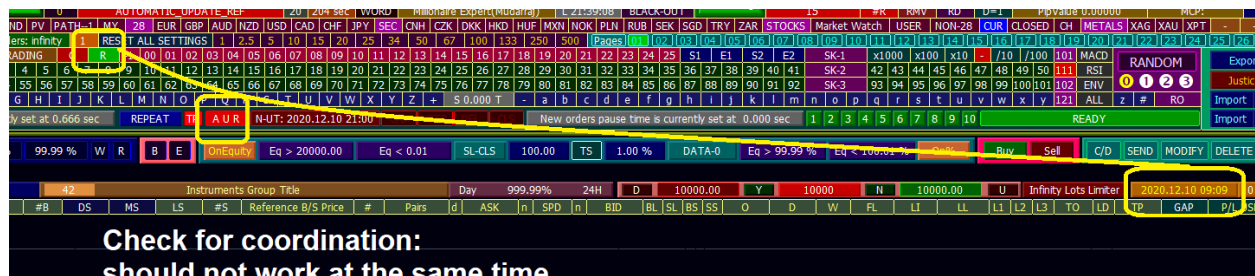 0 AUTOMATIC_UPDATE_REF 20 204 sec WORD Millionaire Expert(Mudarraj) L 21:39:08 BLACK-OUT 15 #R RMV RD D=1 PipValue 0.00000 MCP:
ND PV PATH-1 MY 28 EUR GBP AUD NZD USD CAD CHF JPY SEC CNH CZK DKK HKD HUF MXN NOK PLN RUB SEK SGD TRY ZAR STOCKS Market Watch USER NON-28 CUR CLOSED CH METALS XAG XAU XPT -
ders: infinity 1 RESET ALL SETTINGS 1 2.5 5 10 15 20 25 34 50 67 100 133 250 500 Pages 01 02 03 04 05 06 07 08 09 10 11 12 13 14 15 16 17 18 19 20 21 22 23 24 25 26
RADING R 00 01 02 03 04 05 06 07 08 09 10 11 12 13 14 15 16 17 18 19 20 21 22 23 24 25 S1 E1 S2 E2 SK-1 x1000 x100 x10 - /10 /100 101 MACD RANDOM Expor
4 5 6 7 8 9 10 12 13 14 15 16 17 18 19 20 21 22 23 24 25 26 27 28 29 30 31 32 33 34 35 36 37 38 39 40 41 SK-2 42 43 44 45 46 47 48 49 50 111 RSI
55 56 57 58 59 60 61 62 63 64 65 66 67 68 69 70 71 72 73 74 75 76 77 78 79 80 81 82 83 84 85 86 87 88 89 90 91 92 SK-3 93 94 95 96 97 98 99 100 101 102 ENV 0 1 2 3 Justic
G H I J K L M N O P Q T U V W X Y Z + S 0.000 T - a b c d e f g h i j k l m n o p q r s t u v w x y 121 ALL z # RO Import
tly set at 0.666 sec REPEAT TP A U R N-UT: 2020.12.10 21:00 New orders pause time is currently set at 0.000 sec 1 2 3 4 5 6 7 8 9 10 READY Import
99.99 % W R B E OnEquity Eq > 20000.00 Eq < 0.01 SL-CLS 100.00 TS 1.00 % DATA-0 Eq > 99.99 % Eq < 100.01 % On% Buy Sell C/D SEND MODIFY DELETE
42 Instruments Group Title Day 999.99% 24H D 10000.00 Y 10000 N 10000.00 U Infinity Lots Limiter 2020.12.10 09:09 0
#B DS MS LS #S Reference B/S Price # Pairs d ASK n SPD n BID BL SL BS SS O D W FL LI LL L1 L2 L3 TO LD TP GAP P/L
Check for coordination:
should not work at the same time